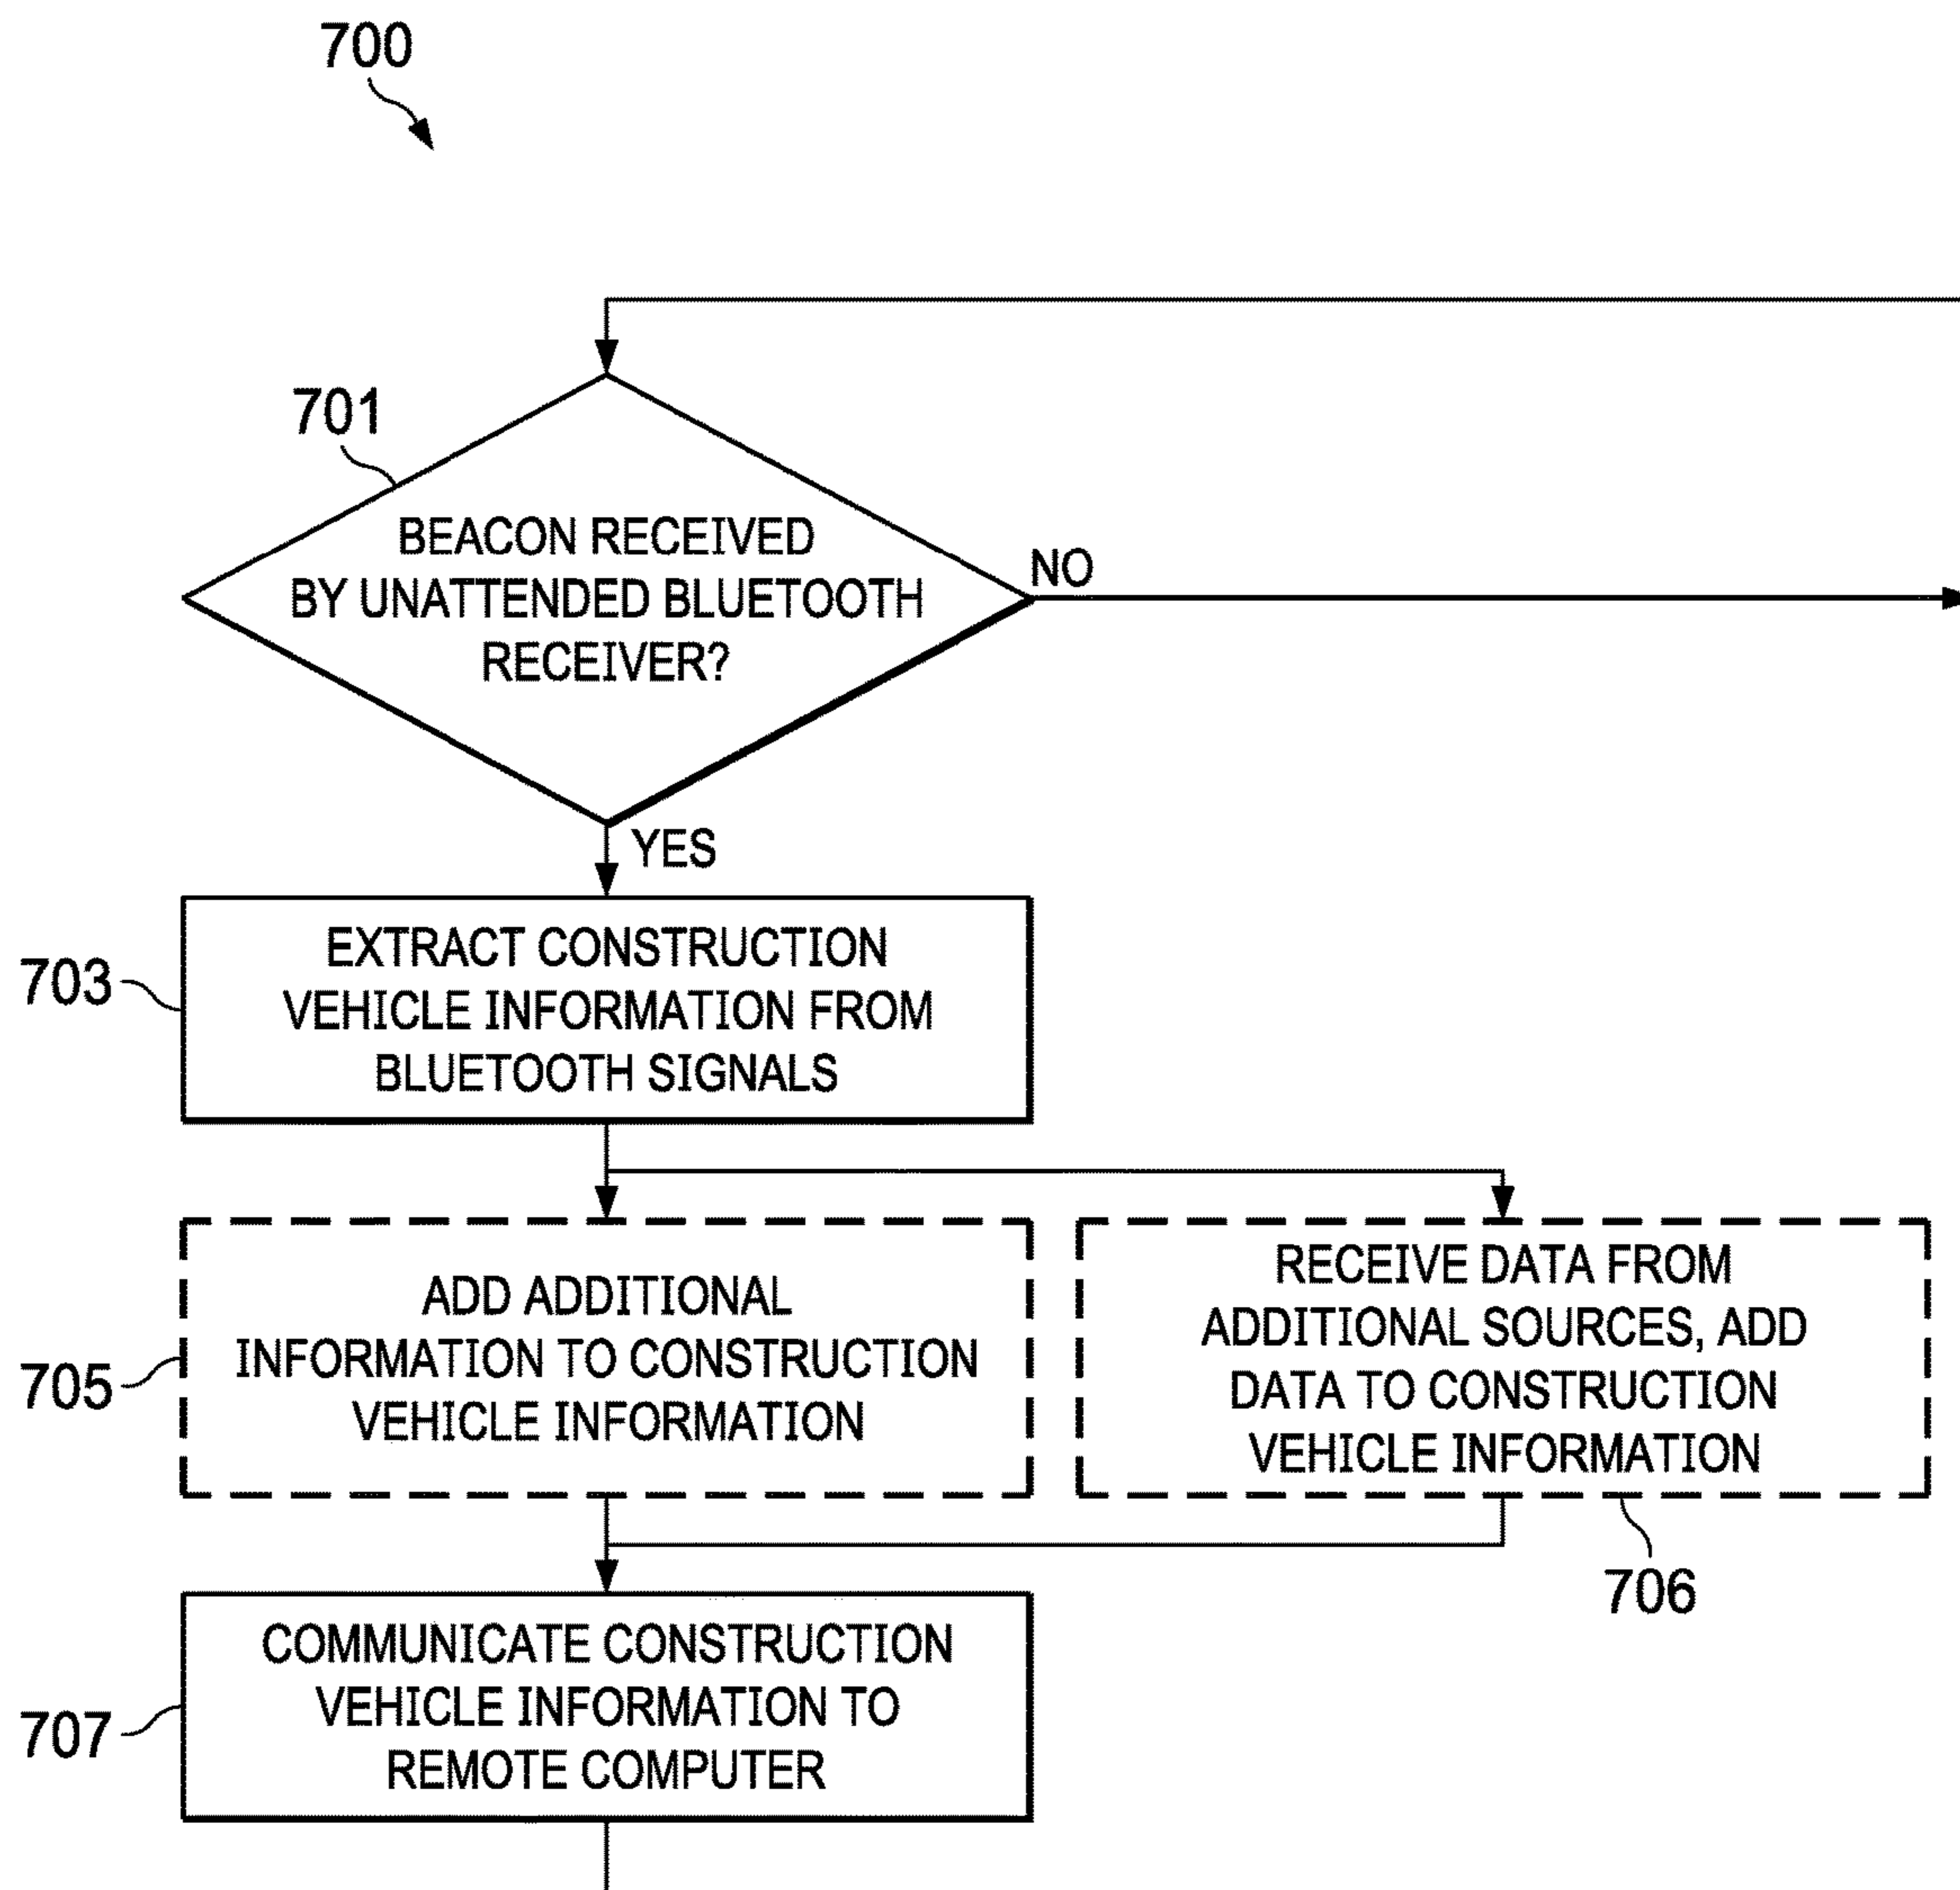 700
701
BEACON RECEIVED
BY UNATTENDED BLUETOOTH
RECEIVER?
NO
YES
703
EXTRACT CONSTRUCTION
VEHICLE INFORMATION FROM
BLUETOOTH SIGNALS
705
ADD ADDITIONAL
INFORMATION TO CONSTRUCTION
VEHICLE INFORMATION
RECEIVE DATA FROM
ADDITIONAL SOURCES, ADD
DATA TO CONSTRUCTION
VEHICLE INFORMATION
706
707
COMMUNICATE CONSTRUCTION
VEHICLE INFORMATION TO
REMOTE COMPUTER